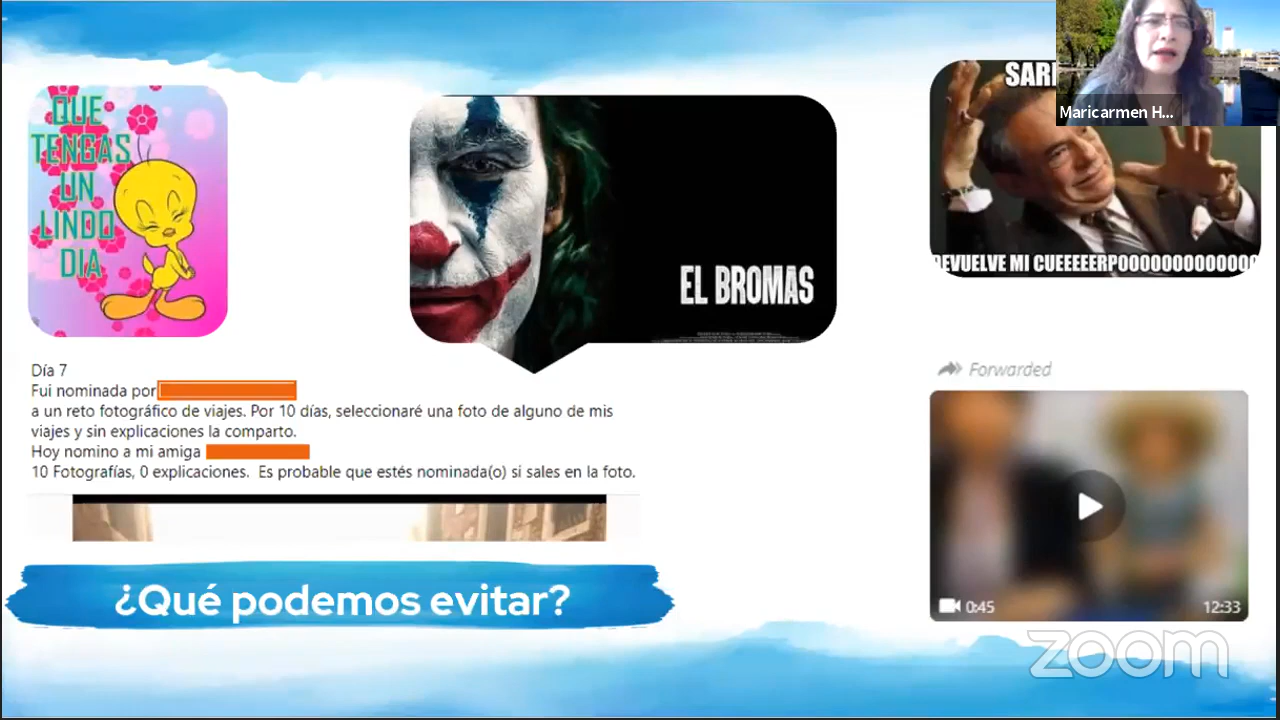 QUE
TENGAS
UN
LINDO
DIA
EL BROMAS
SARI
Maricarmen H...
DEVUELVE MI CUEEEEERPOOOOOOOOOOOOO
Día 7
Fui nominada por
a un reto fotográfico de viajes. Por 10 días, seleccionaré una foto de alguno de mis
viajes y sin explicaciones la comparto.
Hoy nomino a mi amiga
10 Fotografías, 0 explicaciones. Es probable que estés nominada(o) si sales en la foto.
Forwarded
0:45
12:33
¿Qué podemos evitar?
zoom